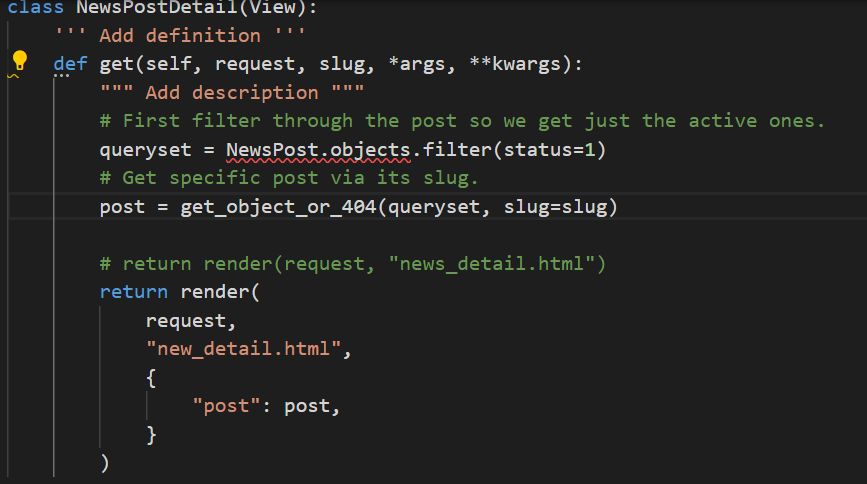 class NewsPostDetail(View):
''' Add definition '''
def get(self, request, slug, *args, **kwargs):
""" Add description """
# First filter through the post so we get just the active ones.
queryset = NewsPost.objects.filter(status=1)
# Get specific post via its slug.
post = get_object_or_404(queryset, slug=slug)
# return render(request, "news_detail.html")
return render(
request,
"new_detail.html",
{
"post": post,
}
)